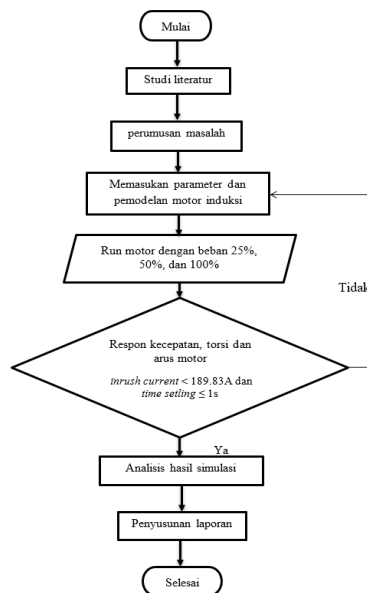 Mulai
Studi literatur
perumusan masalah
Memasukan parameter dan
pemodelan motor induksi
Run motor dengan beban 25%,
50%, dan 100%
Tidak
Respon kecepatan, torsi dan
arus motor
inrush current < 189.83A dan
time setling ≤ 1s
Ya
Analisis hasil simulasi
Penyusunan laporan
Selesai